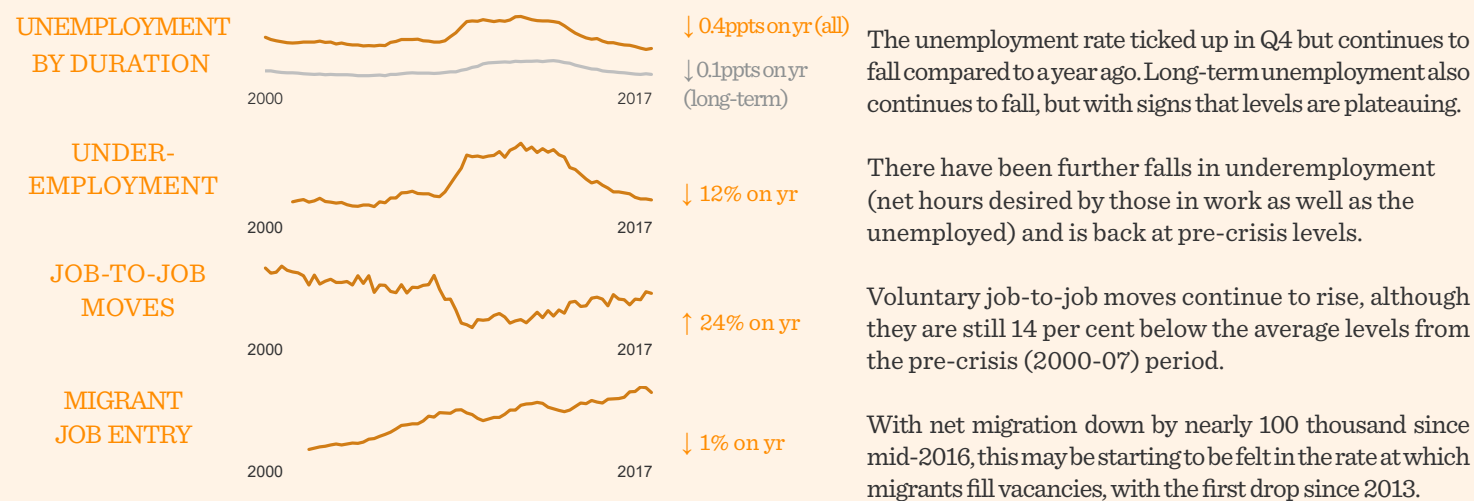 UNEMPLOYMENT
BY DURATION
↓ 0.4ppts on yr (all)
↓ 0.1ppts on yr
(long-term)
2000
2017
The unemployment rate ticked up in Q4 but continues to
fall compared to a year ago. Long-term unemployment also
continues to fall, but with signs that levels are plateauing.
UNDER-
EMPLOYMENT
↓ 12% on yr
2000
2017
There have been further falls in underemployment
(net hours desired by those in work as well as the
unemployed) and is back at pre-crisis levels.
JOB-TO-JOB
MOVES
↑ 24% on yr
2000
2017
Voluntary job-to-job moves continue to rise, although
they are still 14 per cent below the average levels from
the pre-crisis (2000-07) period.
MIGRANT
JOB ENTRY
↓ 1% on yr
2000
2017
With net migration down by nearly 100 thousand since
mid-2016, this may be starting to be felt in the rate at which
migrants fill vacancies, with the first drop since 2013.